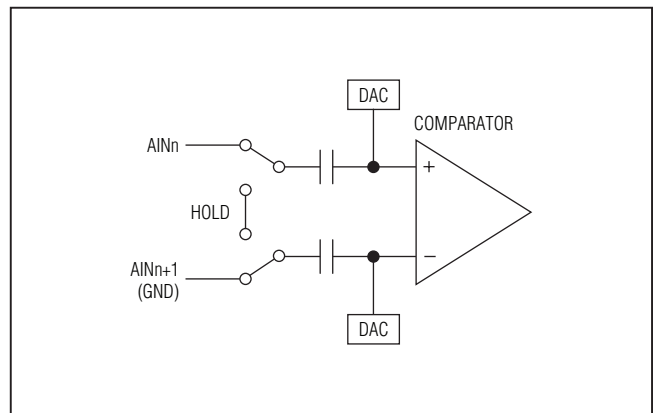 DAC
COMPARATOR
AINn
+
HOLD
AINn+1
(GND)
−
DAC